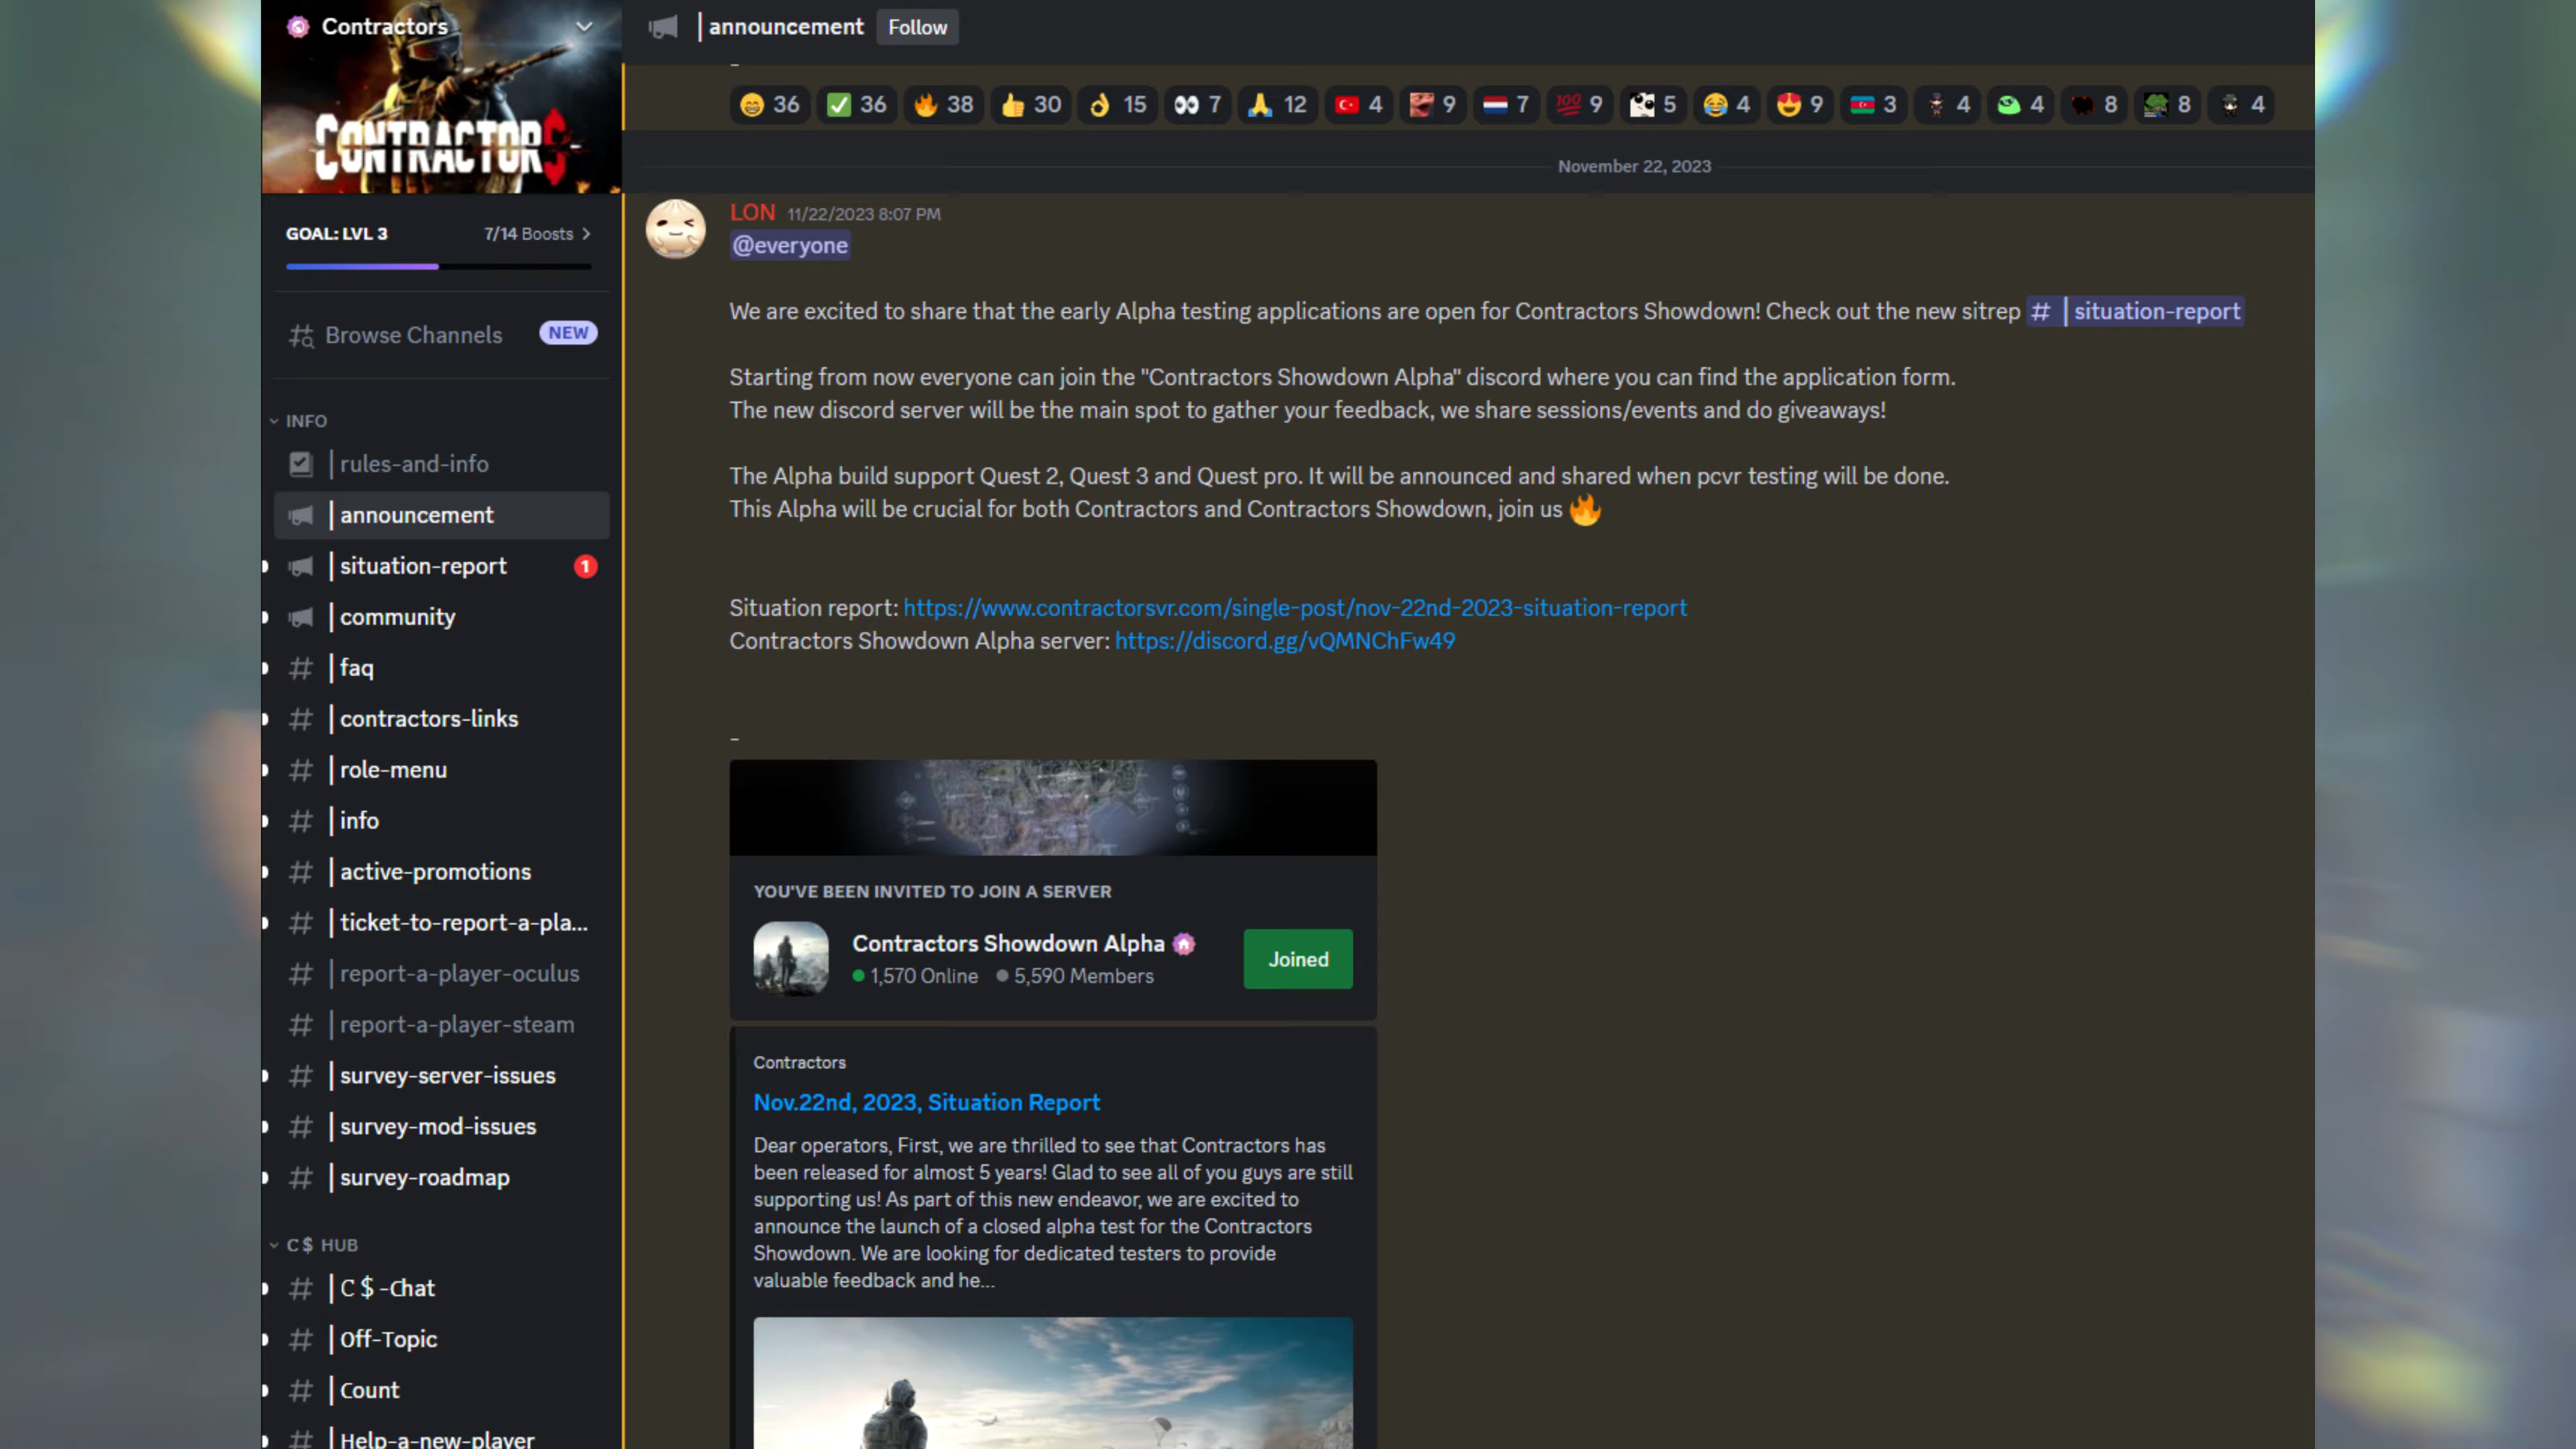 Contractors
CONTRACTOR$
GOAL: LVL 3
7/14 Boosts
Browse Channels
NEW
INFO
rules-and-info
announcement
situation-report
1
community
faq
contractors-links
role-menu
info
active-promotions
ticket-to-report-a-pla...
report-a-player-oculus
report-a-player-steam
survey-server-issues
survey-mod-issues
survey-roadmap
C$ HUB
C$-Chat
Off-Topic
Count
Help-a-new-player
announcement
Follow
36 36 38 30 15 7 12 4 9 7 9 5 4 9 3 4 4 8 8 4
November 22, 2023
LON 11/22/2023 8:07 PM
@everyone
We are excited to share that the early Alpha testing applications are open for Contractors Showdown! Check out the new sitrep # | situation-report
Starting from now everyone can join the "Contractors Showdown Alpha" discord where you can find the application form.
The new discord server will be the main spot to gather your feedback, we share sessions/events and do giveaways!
The Alpha build support Quest 2, Quest 3 and Quest pro. It will be announced and shared when pcvr testing will be done.
This Alpha will be crucial for both Contractors and Contractors Showdown, join us 🔥
Situation report: https://www.contractorsvr.com/single-post/nov-22nd-2023-situation-report
Contractors Showdown Alpha server: https://discord.gg/vQMNChFw49
-
YOU'VE BEEN INVITED TO JOIN A SERVER
Contractors Showdown Alpha
1,570 Online 5,590 Members
Joined
Contractors
Nov.22nd, 2023, Situation Report
Dear operators, First, we are thrilled to see that Contractors has
been released for almost 5 years! Glad to see all of you guys are still
supporting us! As part of this new endeavor, we are excited to
announce the launch of a closed alpha test for the Contractors
Showdown. We are looking for dedicated testers to provide
valuable feedback and he...